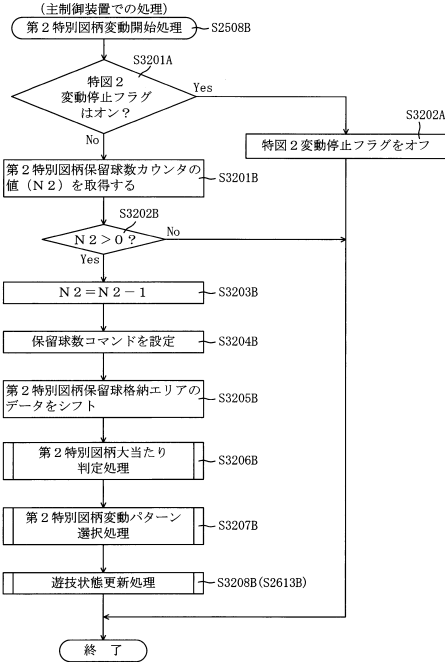 (主制御装置での処理)
第2特別図柄変動開始処理
S2508B
S3201A
特図2
変動停止フラグ
はオン?
Yes
No
S3202A
特図2変動停止フラグをオフ
第2特別図柄保留球数カウンタの
値(N2)を取得する
S3201B
S3202B
N2>0?
No
Yes
N2=N2-1
S3203B
保留球数コマンドを設定
S3204B
第2特別図柄保留球格納エリアの
データをシフト
S3205B
第2特別図柄大当たり
判定処理
S3206B
第2特別図柄変動パターン
選択処理
S3207B
遊技状態更新処理
S3208B(S2613B)
終 了